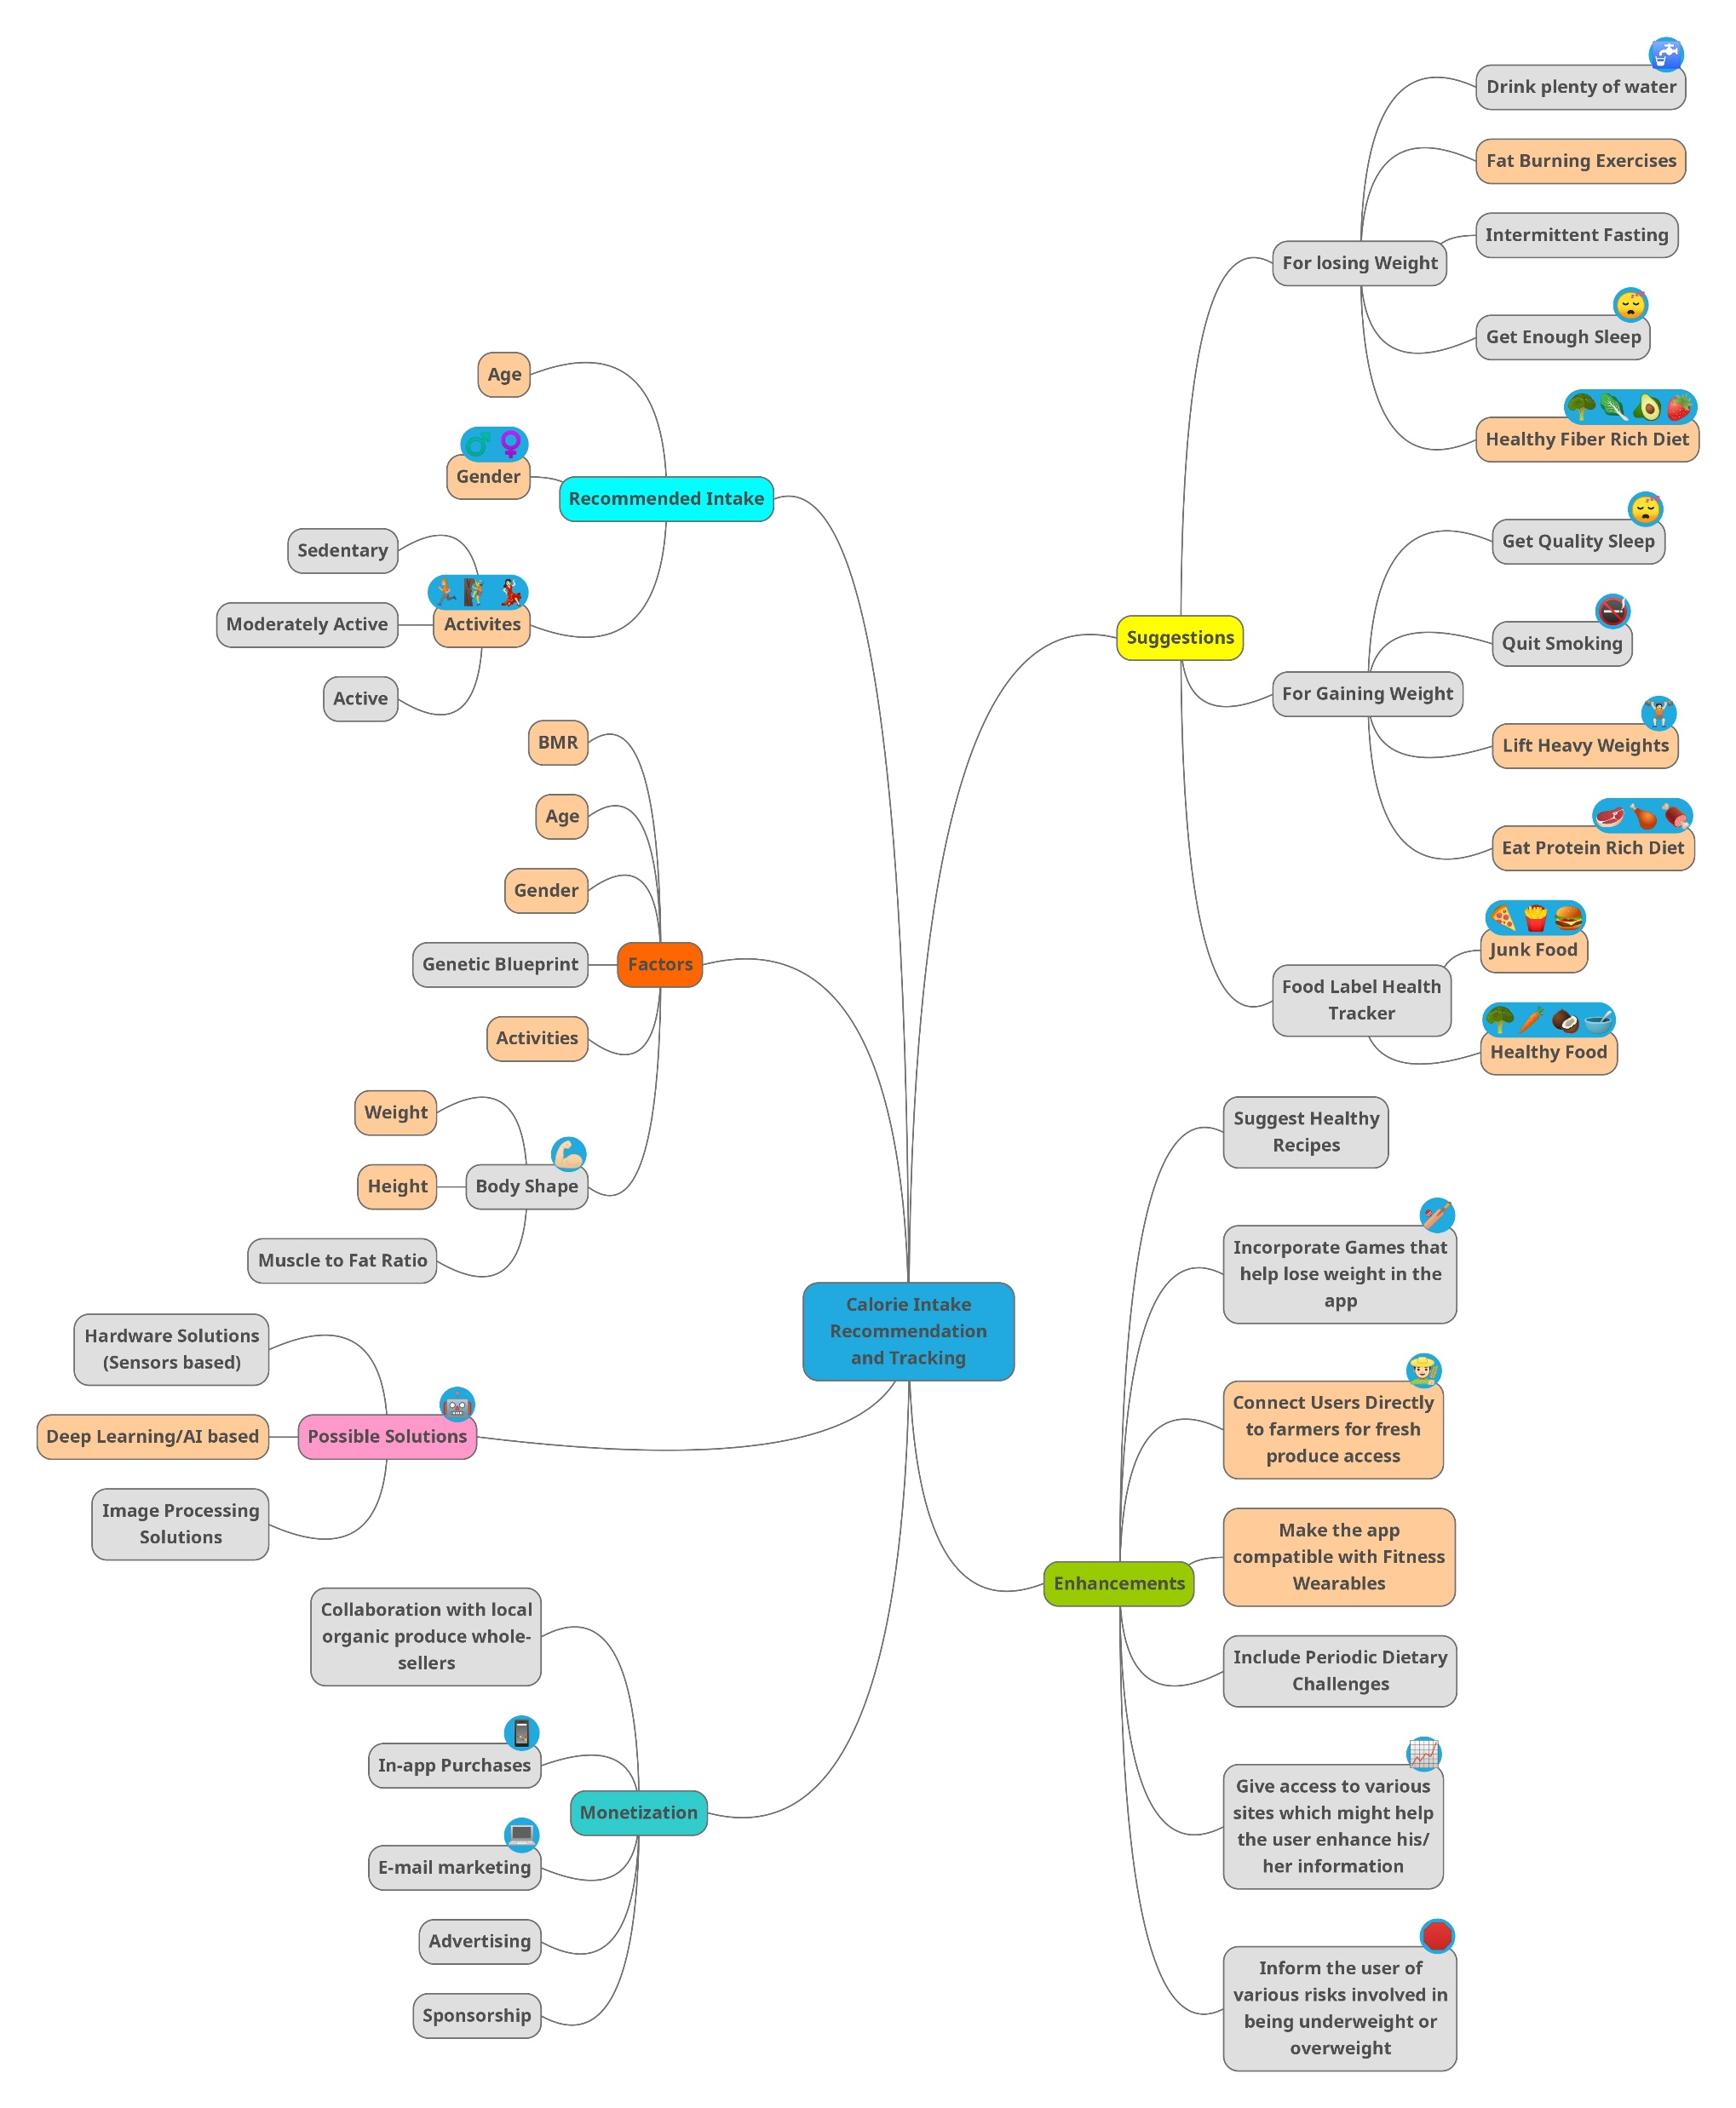 Calorie Intake
Recommendation
and Tracking
Recommended Intake
Age
Gender
Activites
Sedentary
Moderately Active
Active
Factors
BMR
Age
Gender
Genetic Blueprint
Activities
Body Shape
Weight
Height
Muscle to Fat Ratio
Possible Solutions
Hardware Solutions
(Sensors based)
Deep Learning/AI based
Image Processing
Solutions
Monetization
Collaboration with local
organic produce whole-
sellers
In-app Purchases
E-mail marketing
Advertising
Sponsorship
Suggestions
For losing Weight
Drink plenty of water
Fat Burning Exercises
Intermittent Fasting
Get Enough Sleep
Healthy Fiber Rich Diet
For Gaining Weight
Get Quality Sleep
Quit Smoking
Lift Heavy Weights
Eat Protein Rich Diet
Food Label Health
Tracker
Junk Food
Healthy Food
Enhancements
Suggest Healthy
Recipes
Incorporate Games that
help lose weight in the
app
Connect Users Directly
to farmers for fresh
produce access
Make the app
compatible with Fitness
Wearables
Include Periodic Dietary
Challenges
Give access to various
sites which might help
the user enhance his/
her information
Inform the user of
various risks involved in
being underweight or
overweight